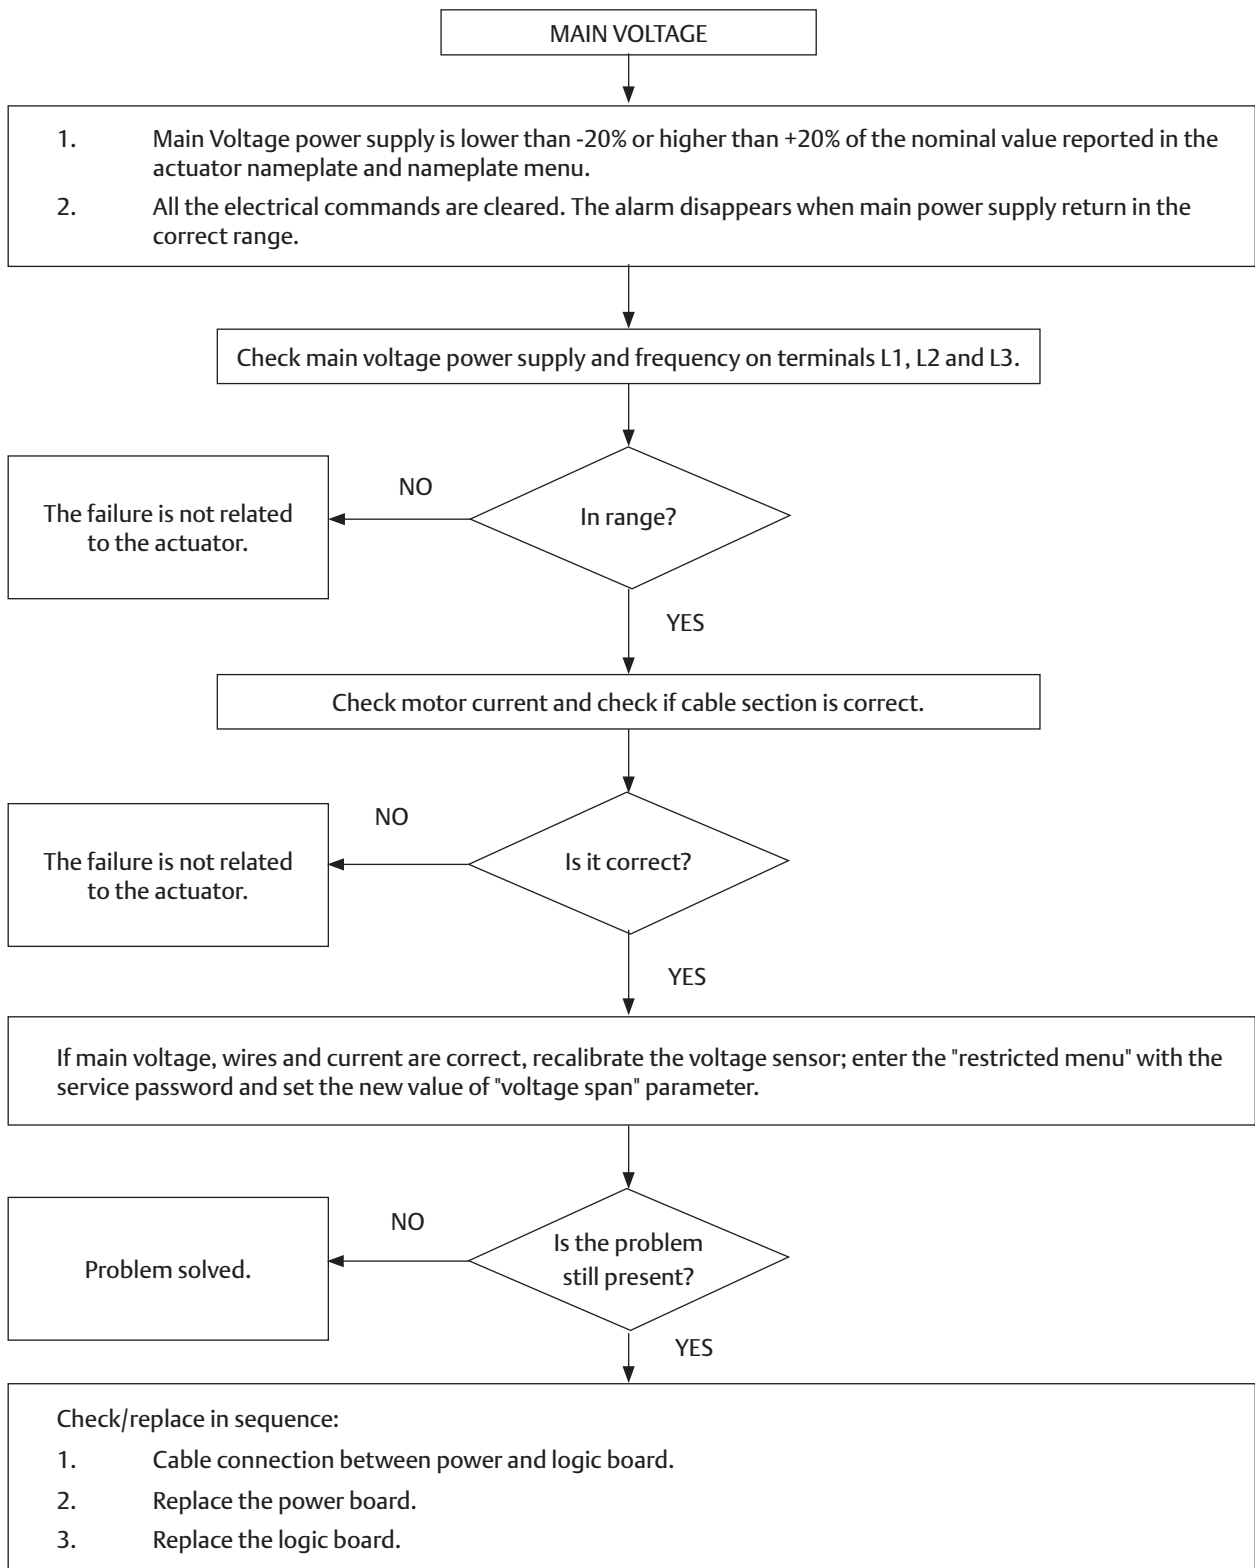 MAIN VOLTAGE
1. Main Voltage power supply is lower than -20% or higher than +20% of the nominal value reported in the
actuator nameplate and nameplate menu.
2. All the electrical commands are cleared. The alarm disappears when main power supply return in the
correct range.
Check main voltage power supply and frequency on terminals L1, L2 and L3.
In range?
NO
The failure is not related
to the actuator.
YES
Check motor current and check if cable section is correct.
Is it correct?
NO
The failure is not related
to the actuator.
YES
If main voltage, wires and current are correct, recalibrate the voltage sensor; enter the "restricted menu" with the
service password and set the new value of "voltage span" parameter.
Is the problem
still present?
NO
Problem solved.
YES
Check/replace in sequence:
1. Cable connection between power and logic board.
2. Replace the power board.
3. Replace the logic board.